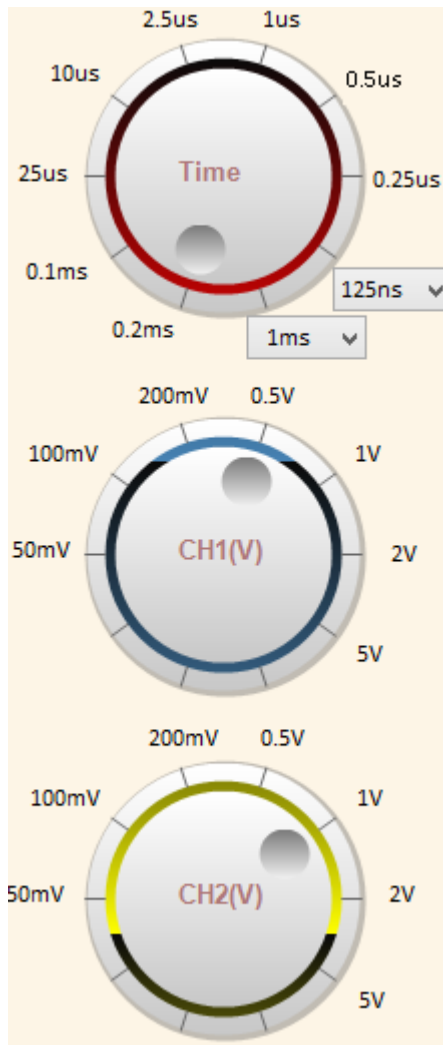 2.5us 1us
10us 0.5us
25us Time 0.25us
0.1ms 125ns
0.2ms 1ms
200mV 0.5V
100mV 1V
50mV CH1(V) 2V
5V
200mV 0.5V
100mV 1V
50mV CH2(V) 2V
5V